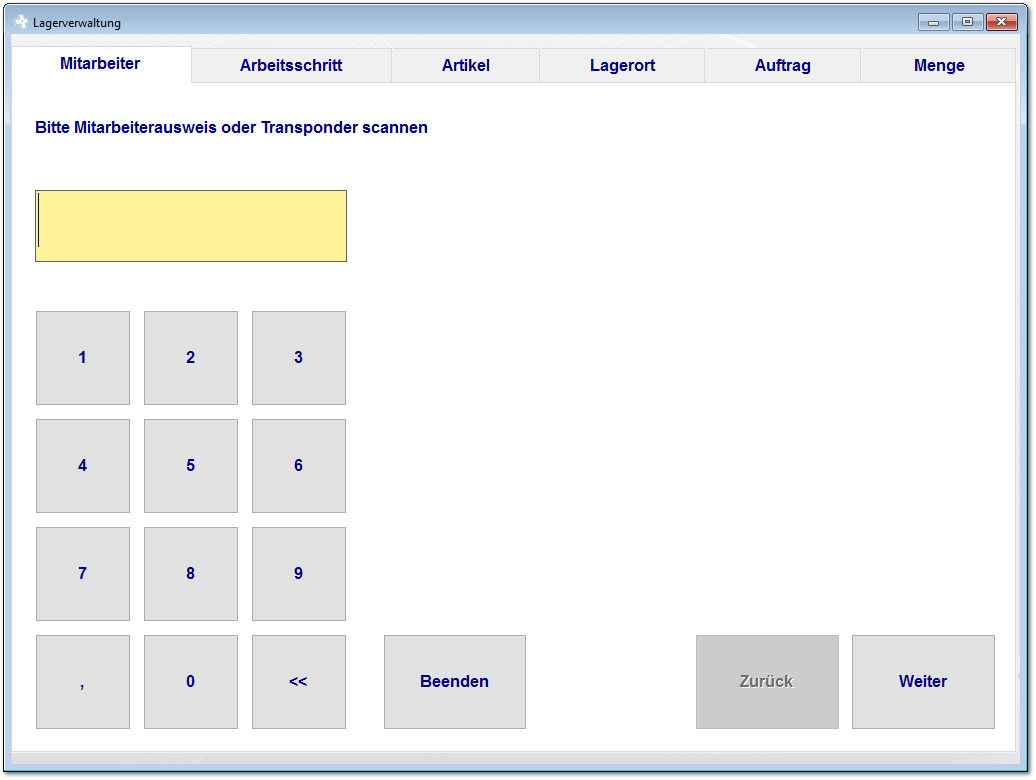 Lagerverwaltung
Mitarbeiter Arbeitsschritt Artikel Lagerort Auftrag Menge
Bitte Mitarbeiterausweis oder Transponder scannen
1 2 3
4 5 6
7 8 9
, 0 << Beenden Zurück Weiter